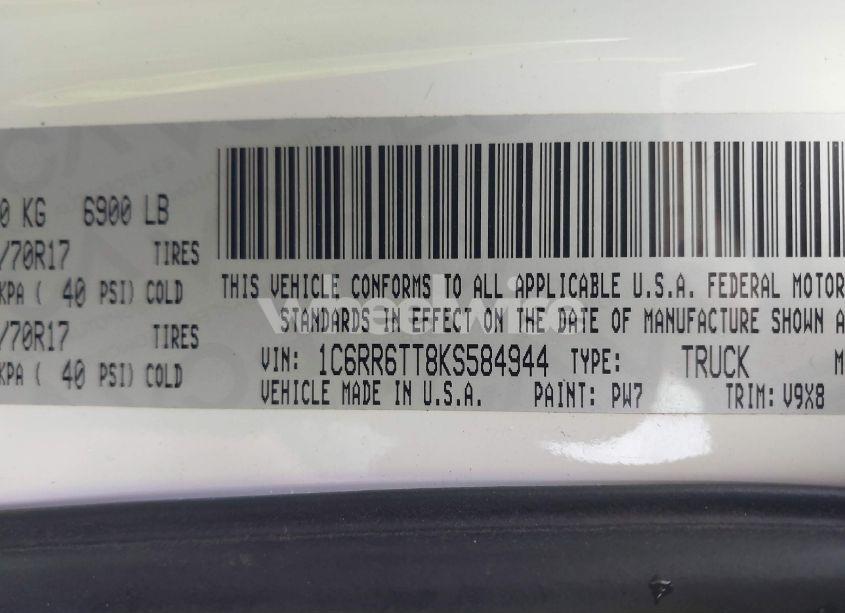 0 KG 6900 LB
/70R17 TIRES
KPA ( 40 PSI) COLD
/70R17 TIRES
KPA ( 40 PSI) COLD
THIS VEHICLE CONFORMS TO ALL APPLICABLE U.S.A. FEDERAL MOTOR
STANDARDS IN EFFECT ON THE DATE OF MANUFACTURE SHOWN A
VIN: 1C6RR6TT8KS584944 TYPE: TRUCK M
VEHICLE MADE IN U.S.A. PAINT: PW7 TRIM: V9X8
wheelwire